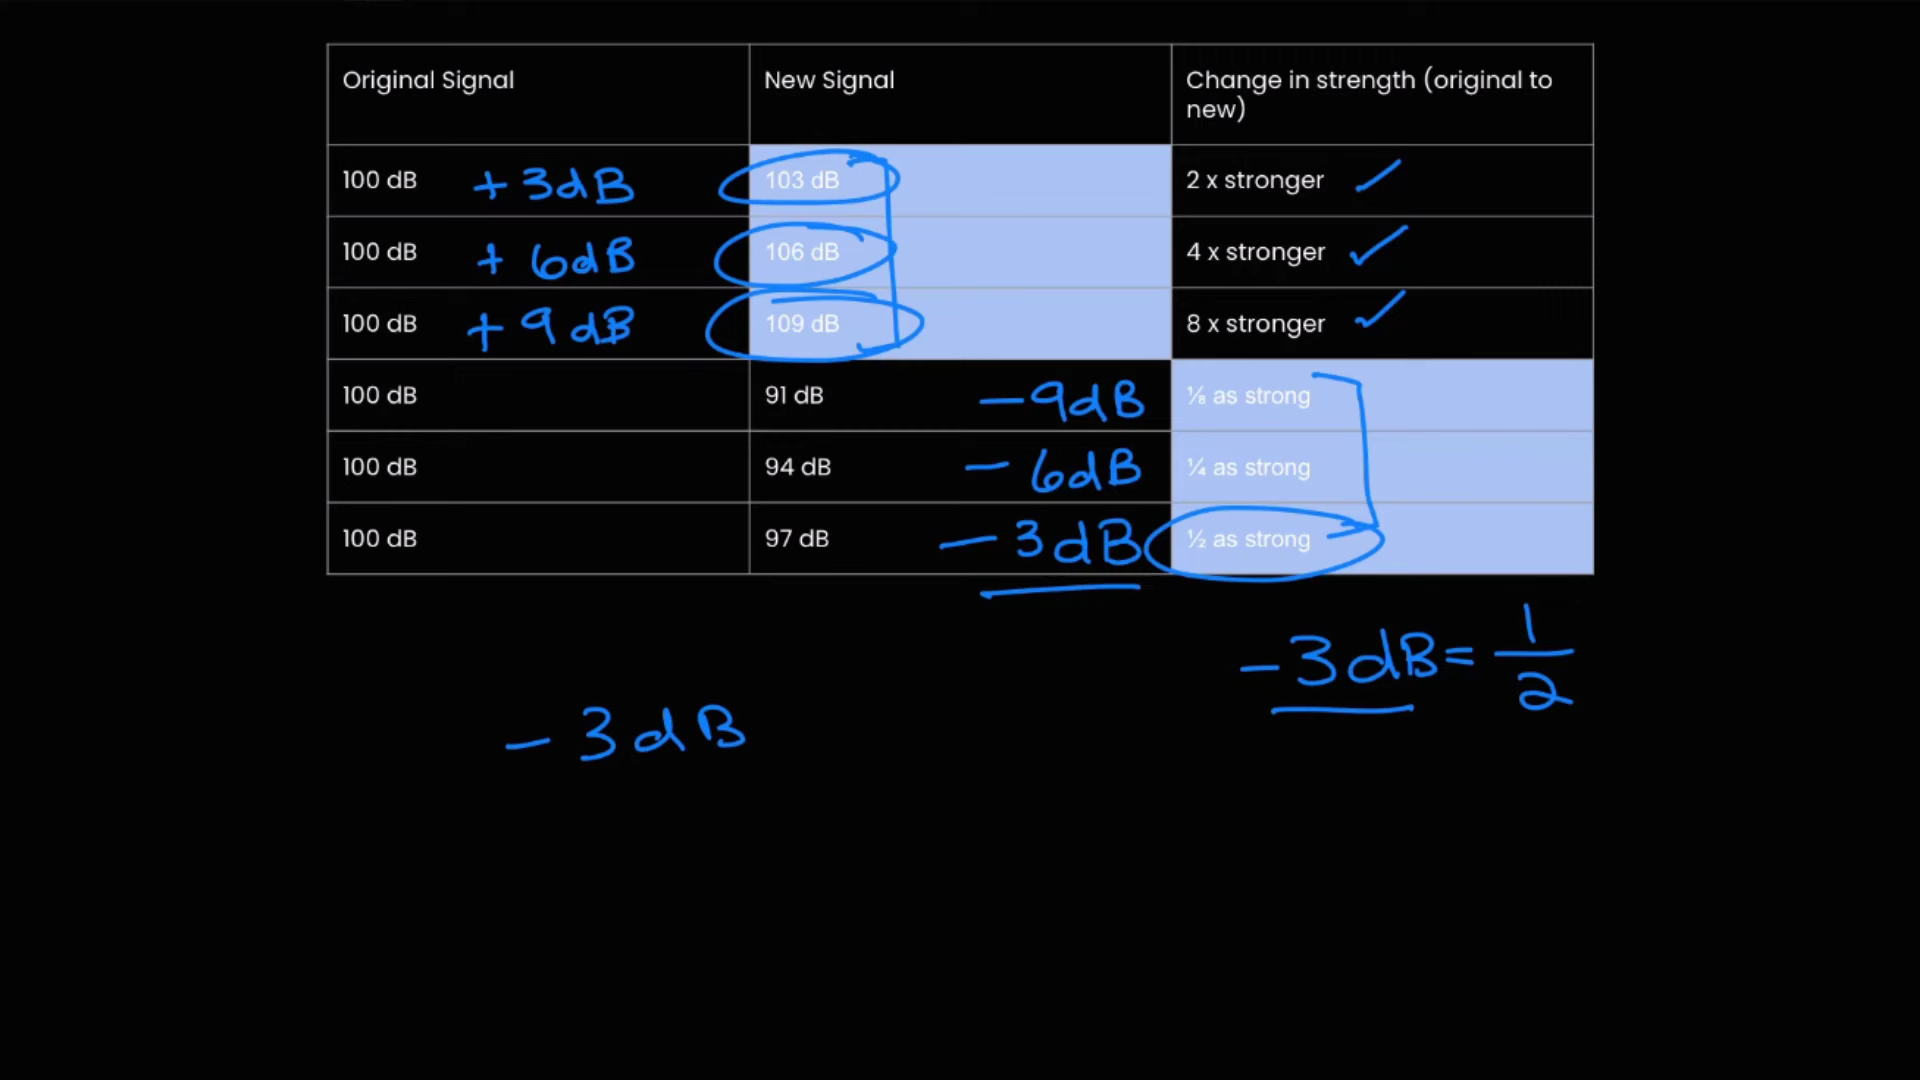 Original Signal New Signal Change in strength (original to
new)
100 dB + 3dB 103 dB 2 x stronger
100 dB + 6dB 106 dB 4 x stronger
100 dB + 9dB 109 dB 8 x stronger
100 dB 91 dB - 9dB ⅛ as strong
100 dB 94 dB - 6dB ¼ as strong
100 dB 97 dB - 3dB ½ as strong
- 3dB = 1/2
- 3dB